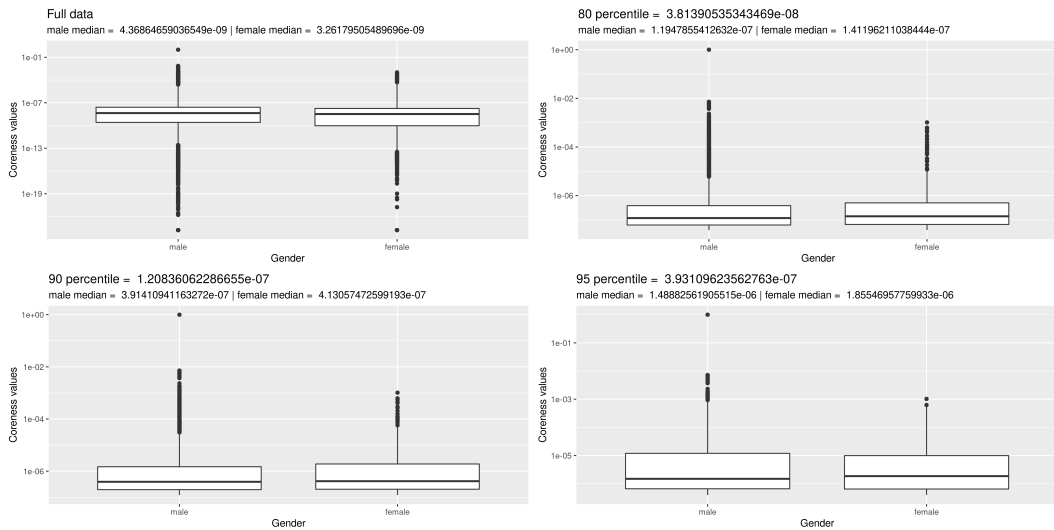 Full data
male median = 4.36864659036549e-09 | female median = 3.26179505489696e-09
1e-01
1e-07
1e-13
1e-19
Coreness values
male
female
Gender
80 percentile = 3.81390535343469e-08
male median = 1.1947855412632e-07 | female median = 1.41196211038444e-07
1e+00
1e-02
1e-04
1e-06
Coreness values
male
female
Gender
90 percentile = 1.20836062286655e-07
male median = 3.91410941163272e-07 | female median = 4.13057472599193e-07
1e+00
1e-02
1e-04
1e-06
Coreness values
male
female
Gender
95 percentile = 3.93109623562763e-07
male median = 1.48882561905515e-06 | female median = 1.85546957759933e-06
1e-01
1e-03
1e-05
Coreness values
male
female
Gender